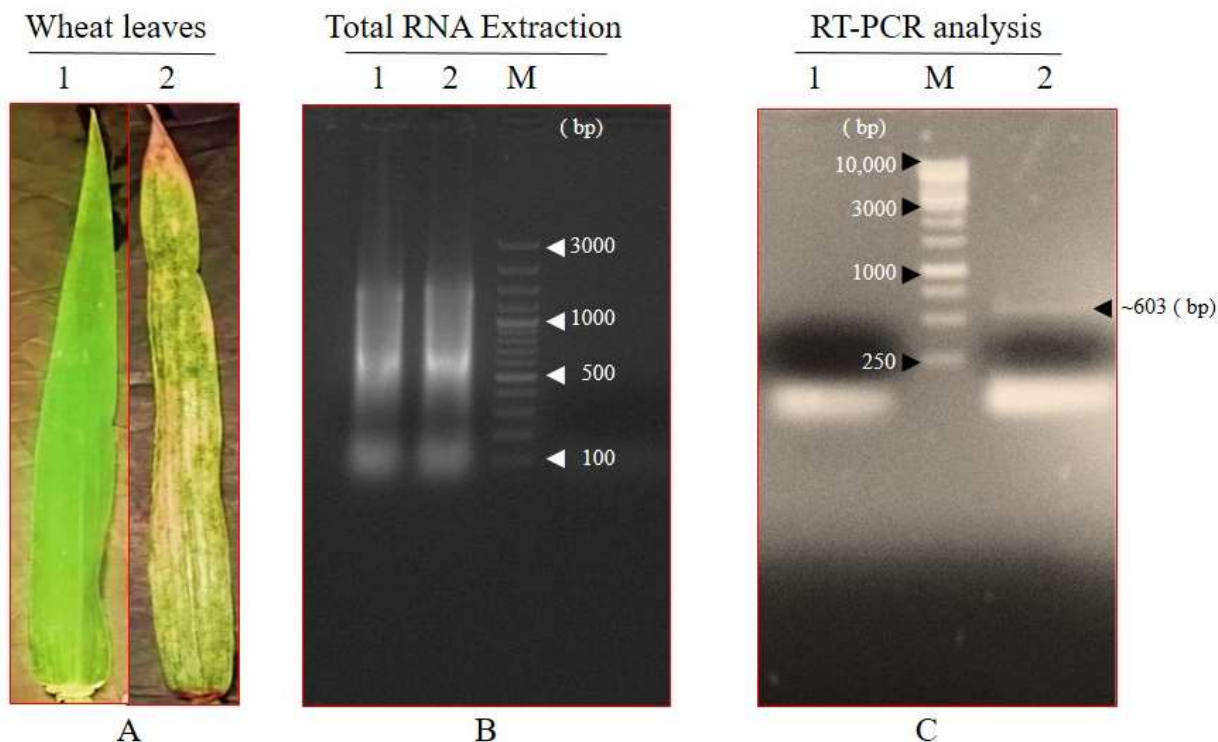 Wheat leaves
1 2
Total RNA Extraction
1 2 M
( bp)
3000
1000
500
100
RT-PCR analysis
1 M 2
( bp)
10,000
3000
1000
~603 ( bp)
250
A
B
C